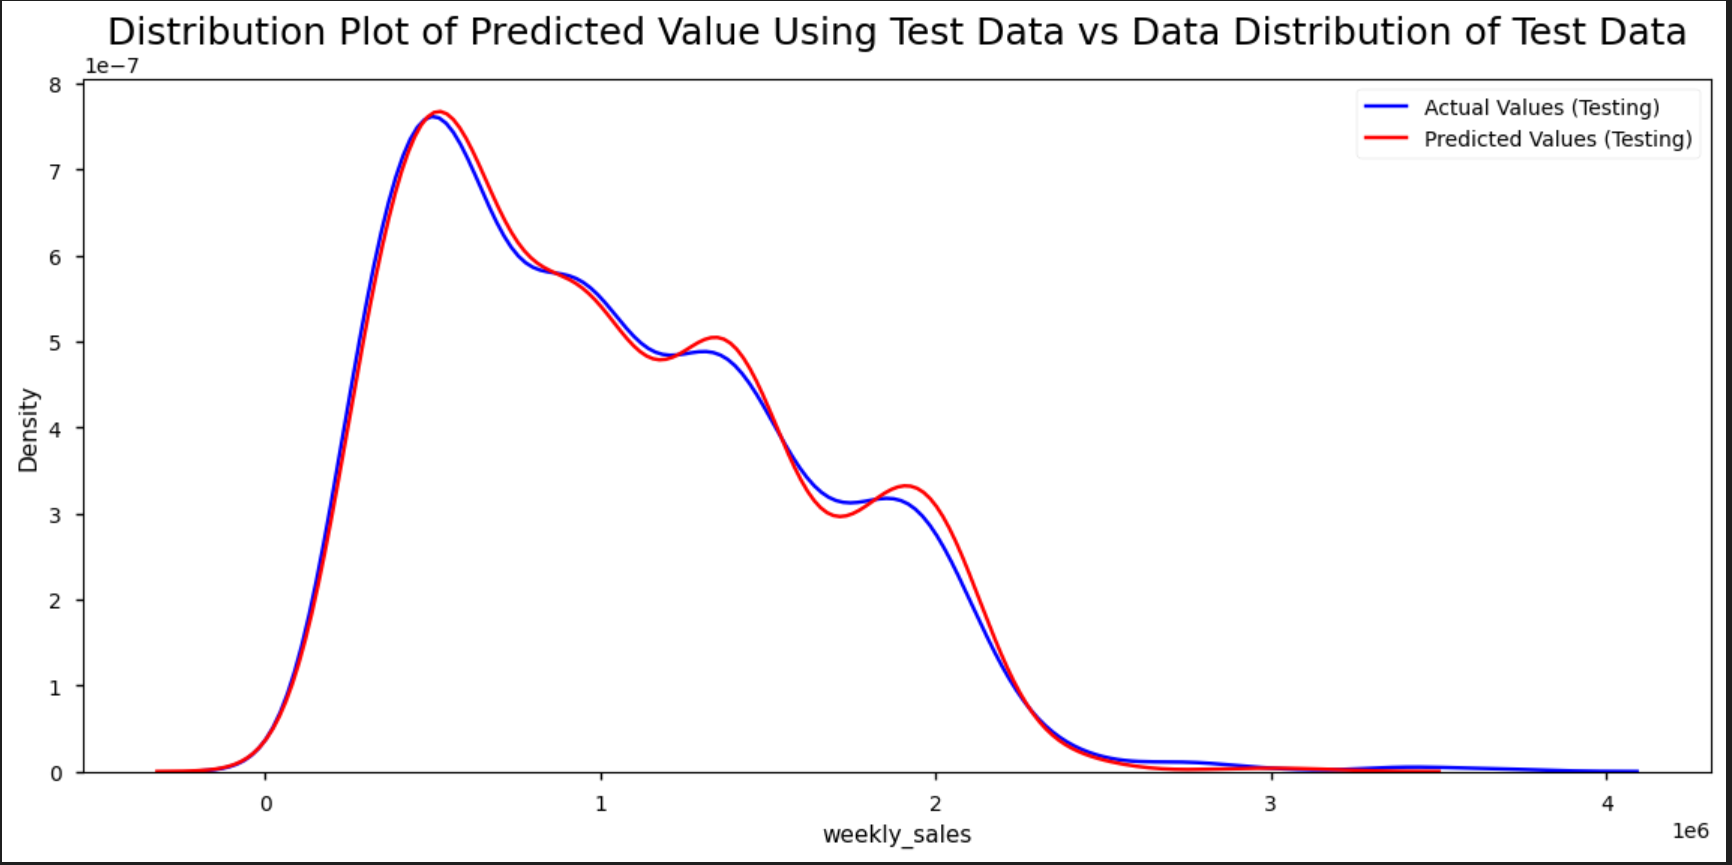 Distribution Plot of Predicted Value Using Test Data vs Data Distribution of Test Data
1e−7
8
7
6
5
4
3
2
1
0
Density
Actual Values (Testing)
Predicted Values (Testing)
0 1 2 3 4
weekly_sales
1e6